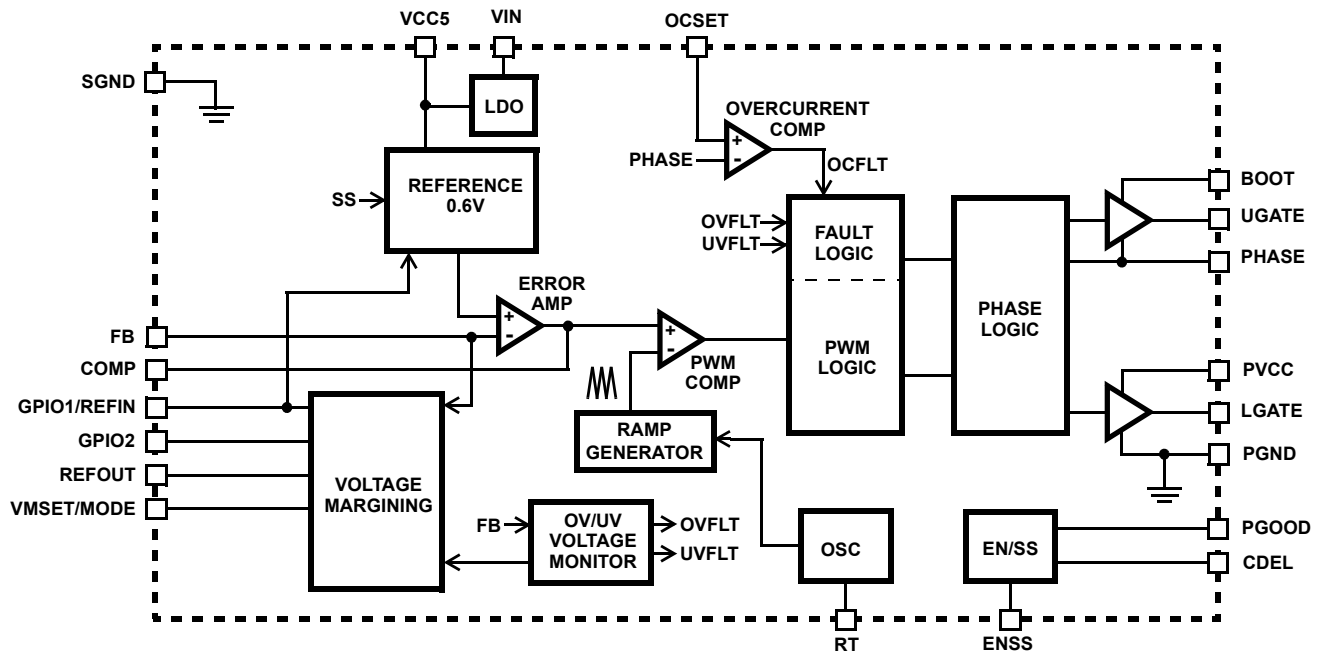 VCC5
VIN
OCSET
SGND
LDO
OVERCURRENT
COMP
+
-
PHASE
OCFLT
REFERENCE
0.6V
SS
BOOT
UGATE
PHASE
OVFLT
UVFLT
FAULT
LOGIC
PHASE
LOGIC
ERROR
AMP
+
-
FB
COMP
+
-
PWM
COMP
PWM
LOGIC
PVCC
LGATE
PGND
GPIO1/REFIN
GPIO2
REFOUT
VMSET/MODE
VOLTAGE
MARGINING
RAMP
GENERATOR
FB
OV/UV
VOLTAGE
MONITOR
OVFLT
UVFLT
OSC
EN/SS
PGOOD
CDEL
RT
ENSS